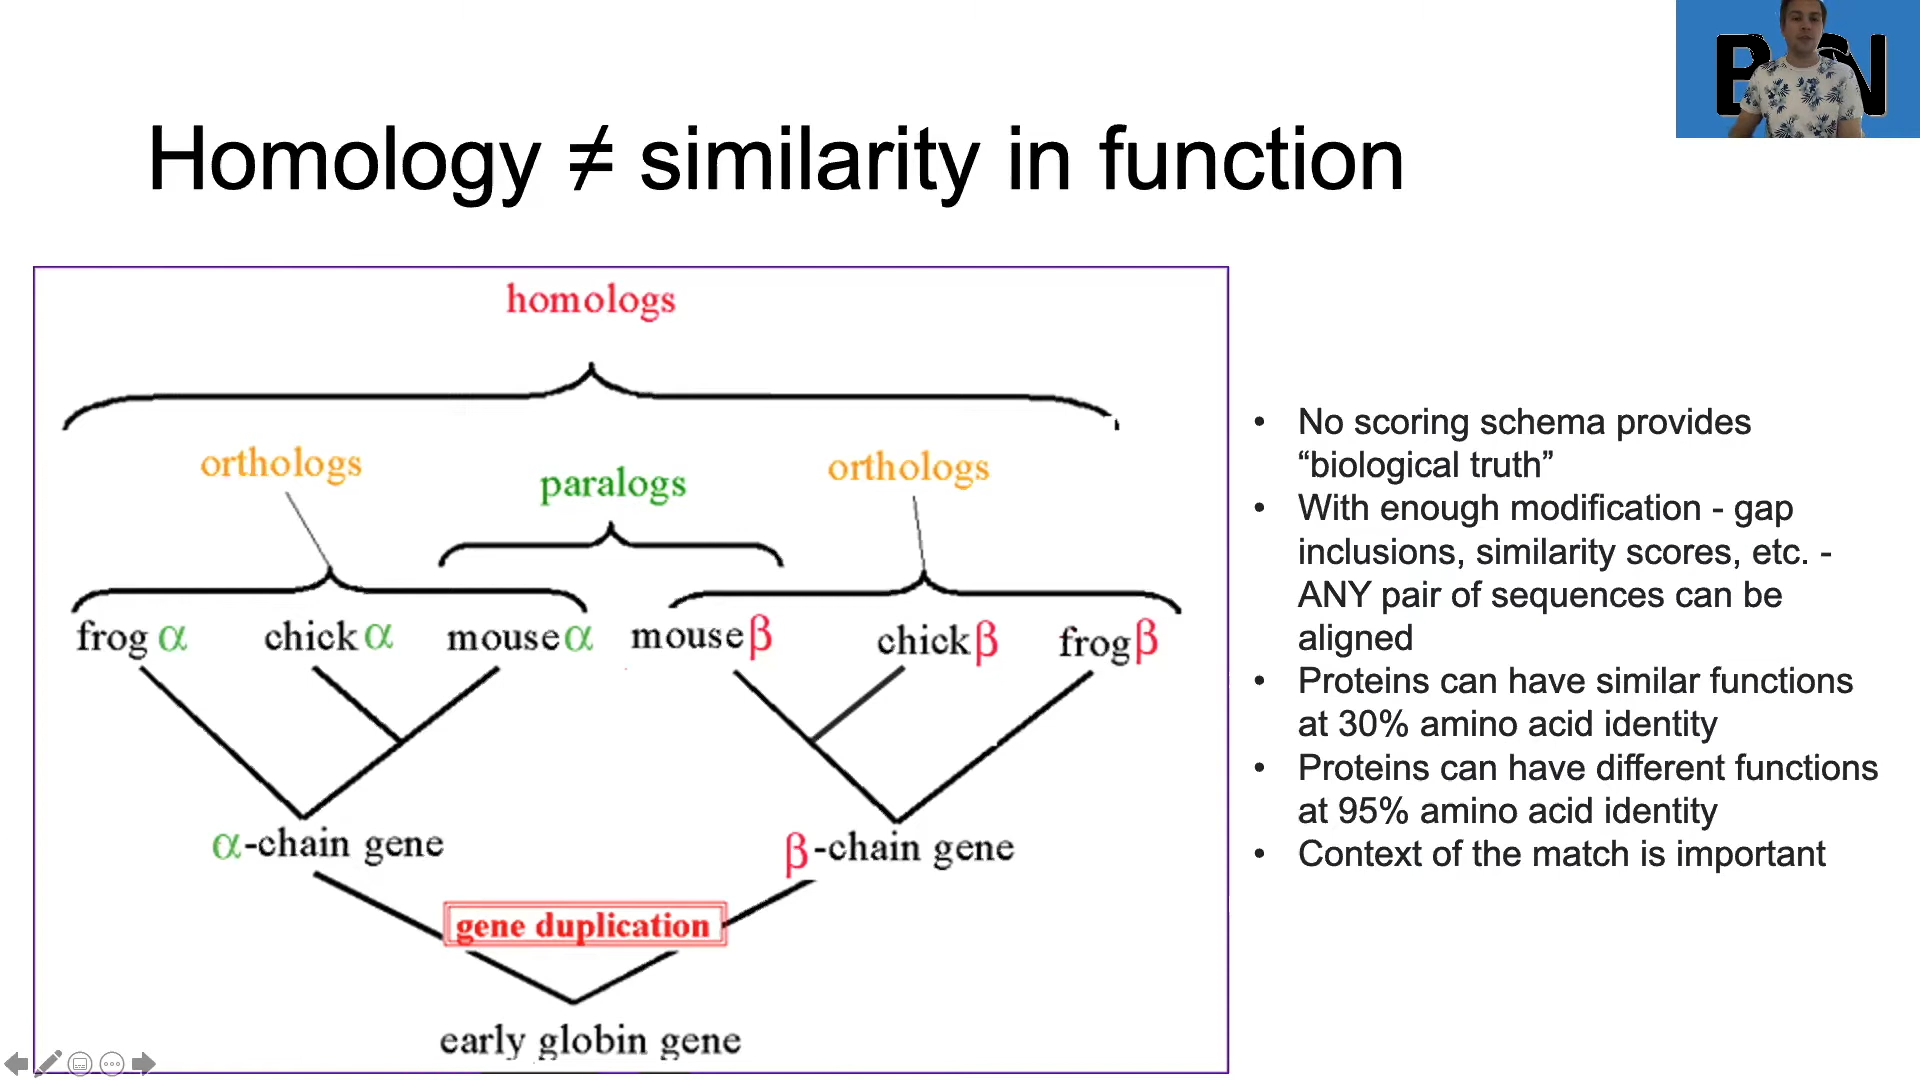 Homology ≠ similarity in function
homologs
orthologs
paralogs
orthologs
frog α
chick α
mouse α
mouse β
chick β
frog β
α-chain gene
β-chain gene
gene duplication
early globin gene
• No scoring schema provides
“biological truth”
• With enough modification - gap
inclusions, similarity scores, etc. -
ANY pair of sequences can be
aligned
• Proteins can have similar functions
at 30% amino acid identity
• Proteins can have different functions
at 95% amino acid identity
• Context of the match is important